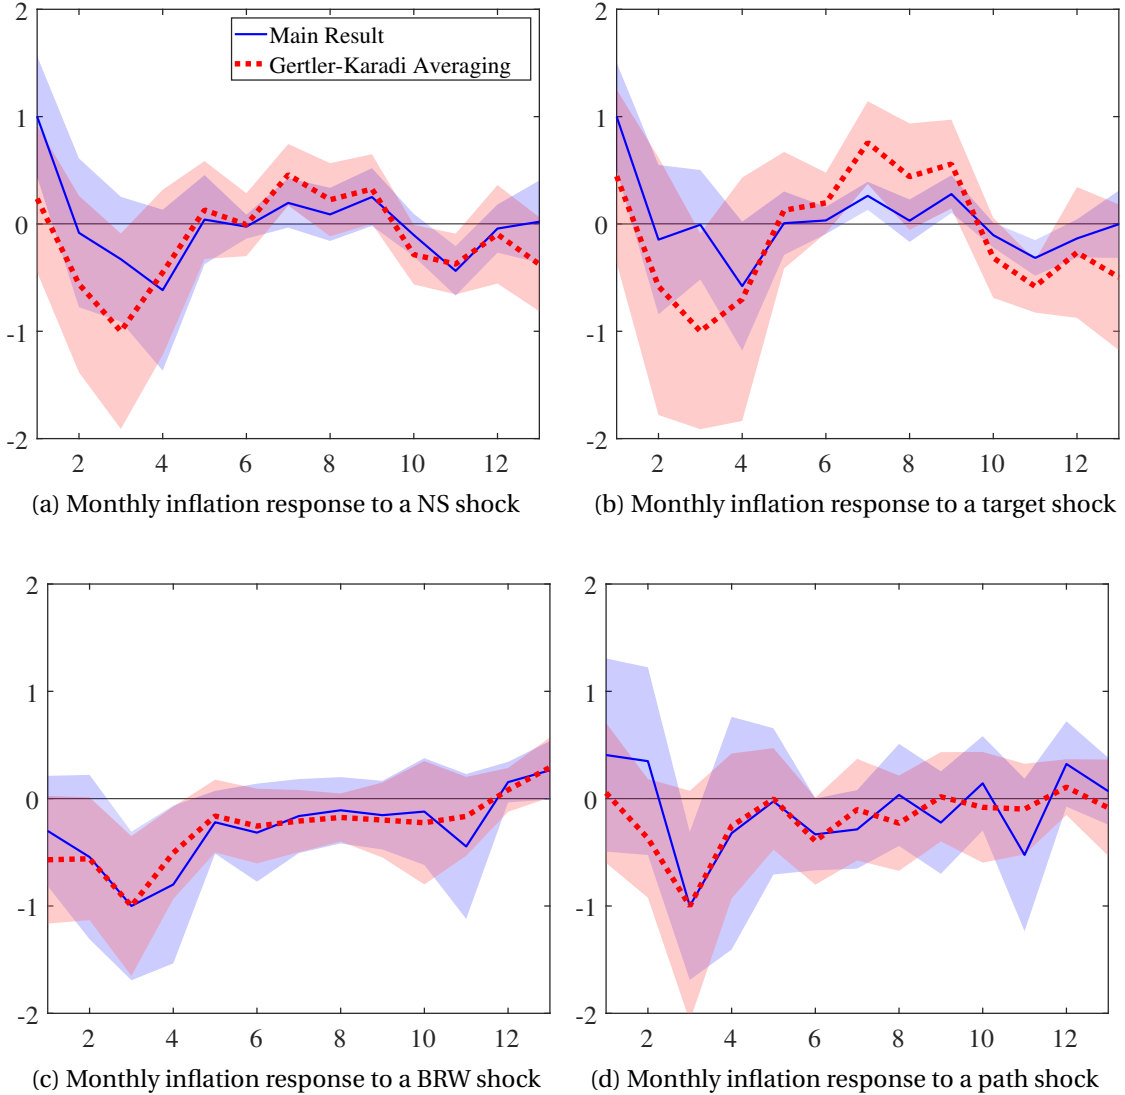 2
1
0
-1
-2
2 4 6 8 10 12
Main Result
Gertler-Karadi Averaging
(a) Monthly inflation response to a NS shock
2
1
0
-1
-2
2 4 6 8 10 12
(b) Monthly inflation response to a target shock
2
1
0
-1
-2
2 4 6 8 10 12
(c) Monthly inflation response to a BRW shock
2
1
0
-1
-2
2 4 6 8 10 12
(d) Monthly inflation response to a path shock